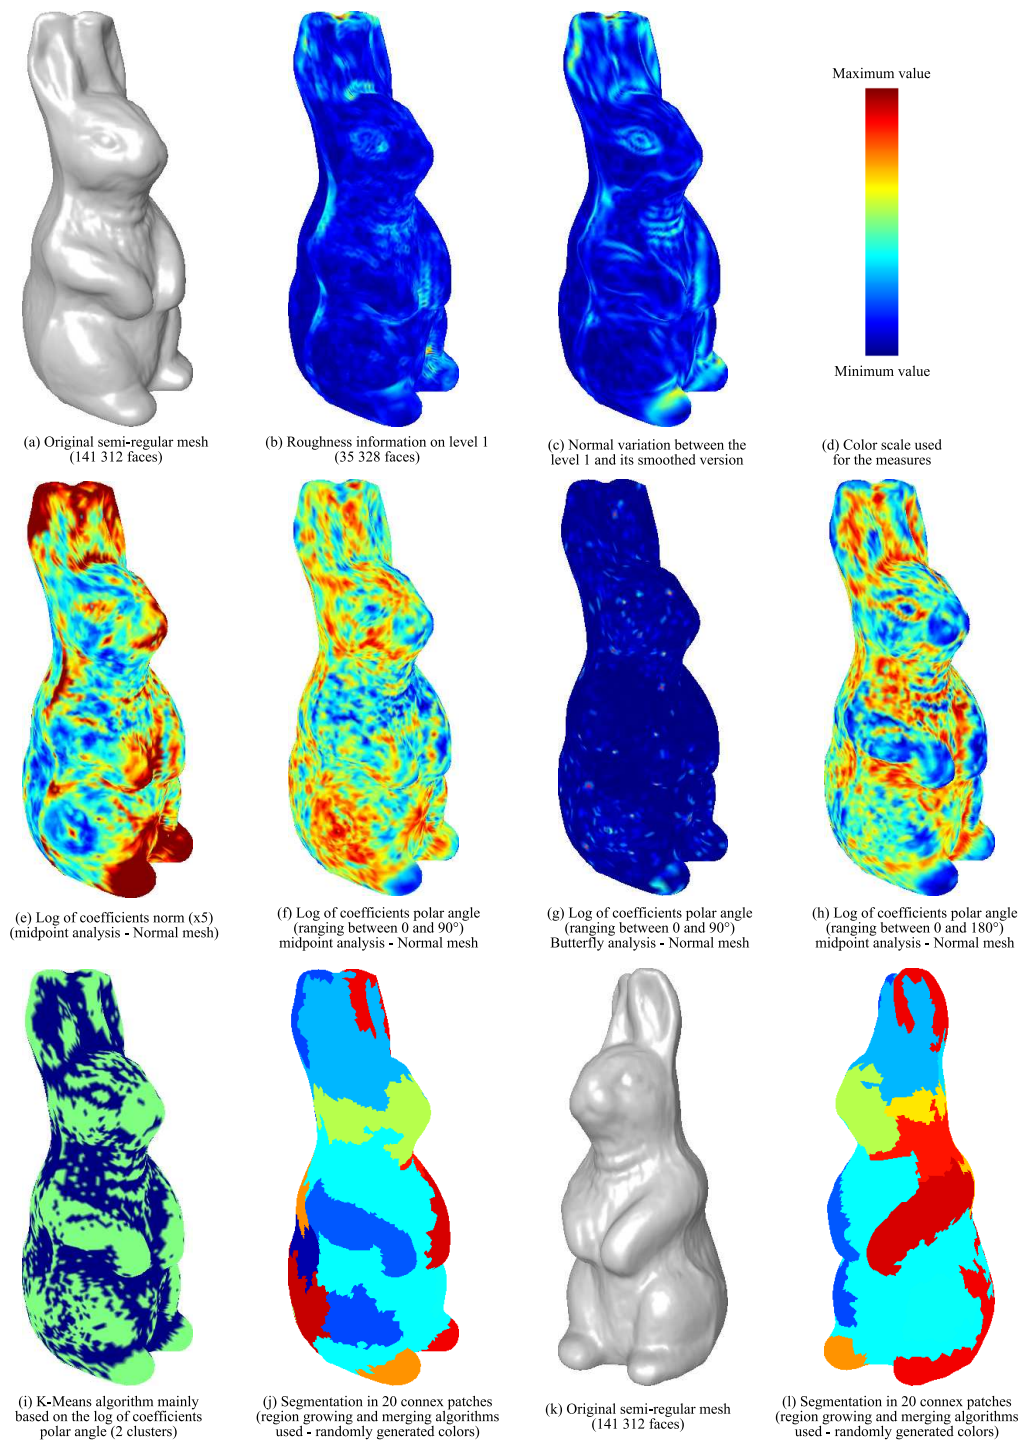 Maximum value
Minimum value
(a) Original semi-regular mesh
(141 312 faces)
(b) Roughness information on level 1
(35 328 faces)
(c) Normal variation between the
level 1 and its smoothed version
(d) Color scale used
for the measures
(e) Log of coefficients norm (x5)
(midpoint analysis - Normal mesh)
(f) Log of coefficients polar angle
(ranging between 0 and 90°)
midpoint analysis - Normal mesh
(g) Log of coefficients polar angle
(ranging between 0 and 90°)
Butterfly analysis - Normal mesh
(h) Log of coefficients polar angle
(ranging between 0 and 180°)
midpoint analysis - Normal mesh
(i) K-Means algorithm mainly
based on the log of coefficients
polar angle (2 clusters)
(j) Segmentation in 20 connex patches
(region growing and merging algorithms
used - randomly generated colors)
(k) Original semi-regular mesh
(141 312 faces)
(l) Segmentation in 20 connex patches
(region growing and merging algorithms
used - randomly generated colors)